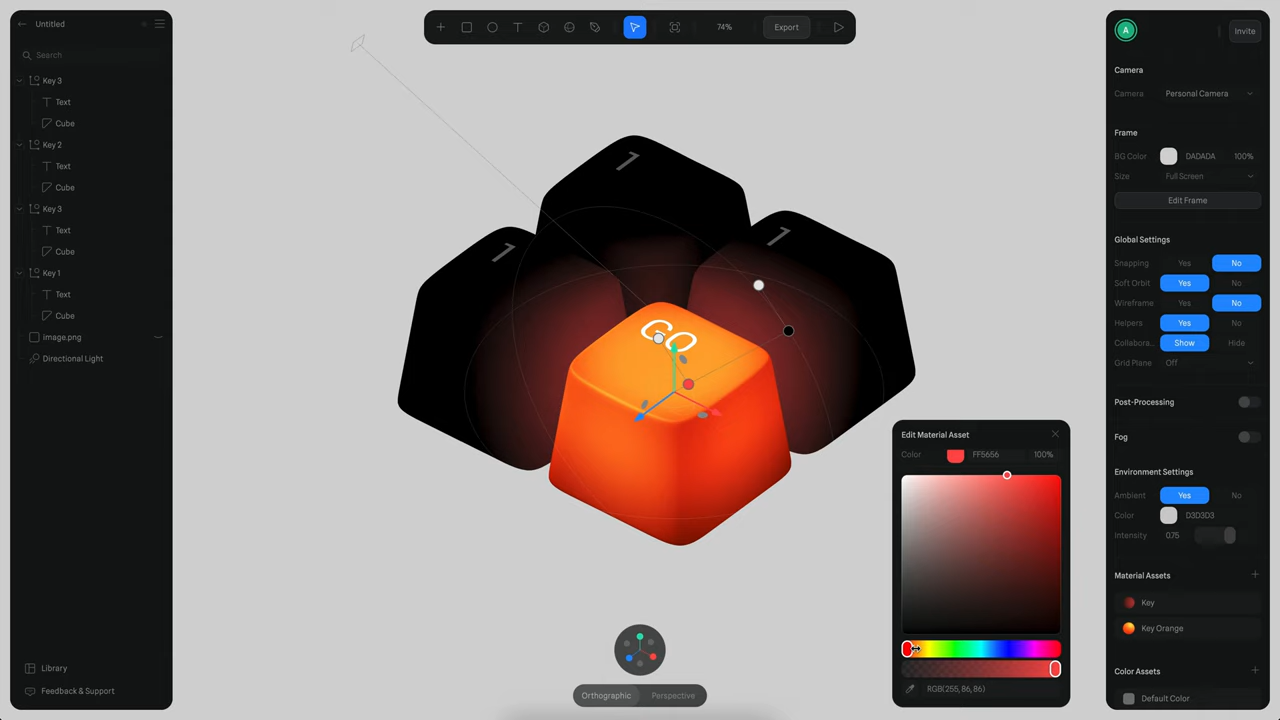 Untitled
Search
Key 3
Text
Cube
Key 2
Text
Cube
Key 3
Text
Cube
Key 1
Text
Cube
image.png
Directional Light
Library
Feedback & Support
74%
Export
1
1
1
GO
Orthographic
Perspective
Edit Material Asset
Color FF5656 100%
RGB(255, 86, 86)
A
Invite
Camera
Camera Personal Camera
Frame
BG Color DADADA 100%
Size Full Screen
Edit Frame
Global Settings
Snapping Yes No
Soft Orbit Yes No
Wireframe Yes No
Helpers Yes No
Collabora... Show Hide
Grid Plane Off
Post-Processing
Fog
Environment Settings
Ambient Yes No
Color D3D3D3
Intensity 0.75
Material Assets
Key
Key Orange
Color Assets
Default Color